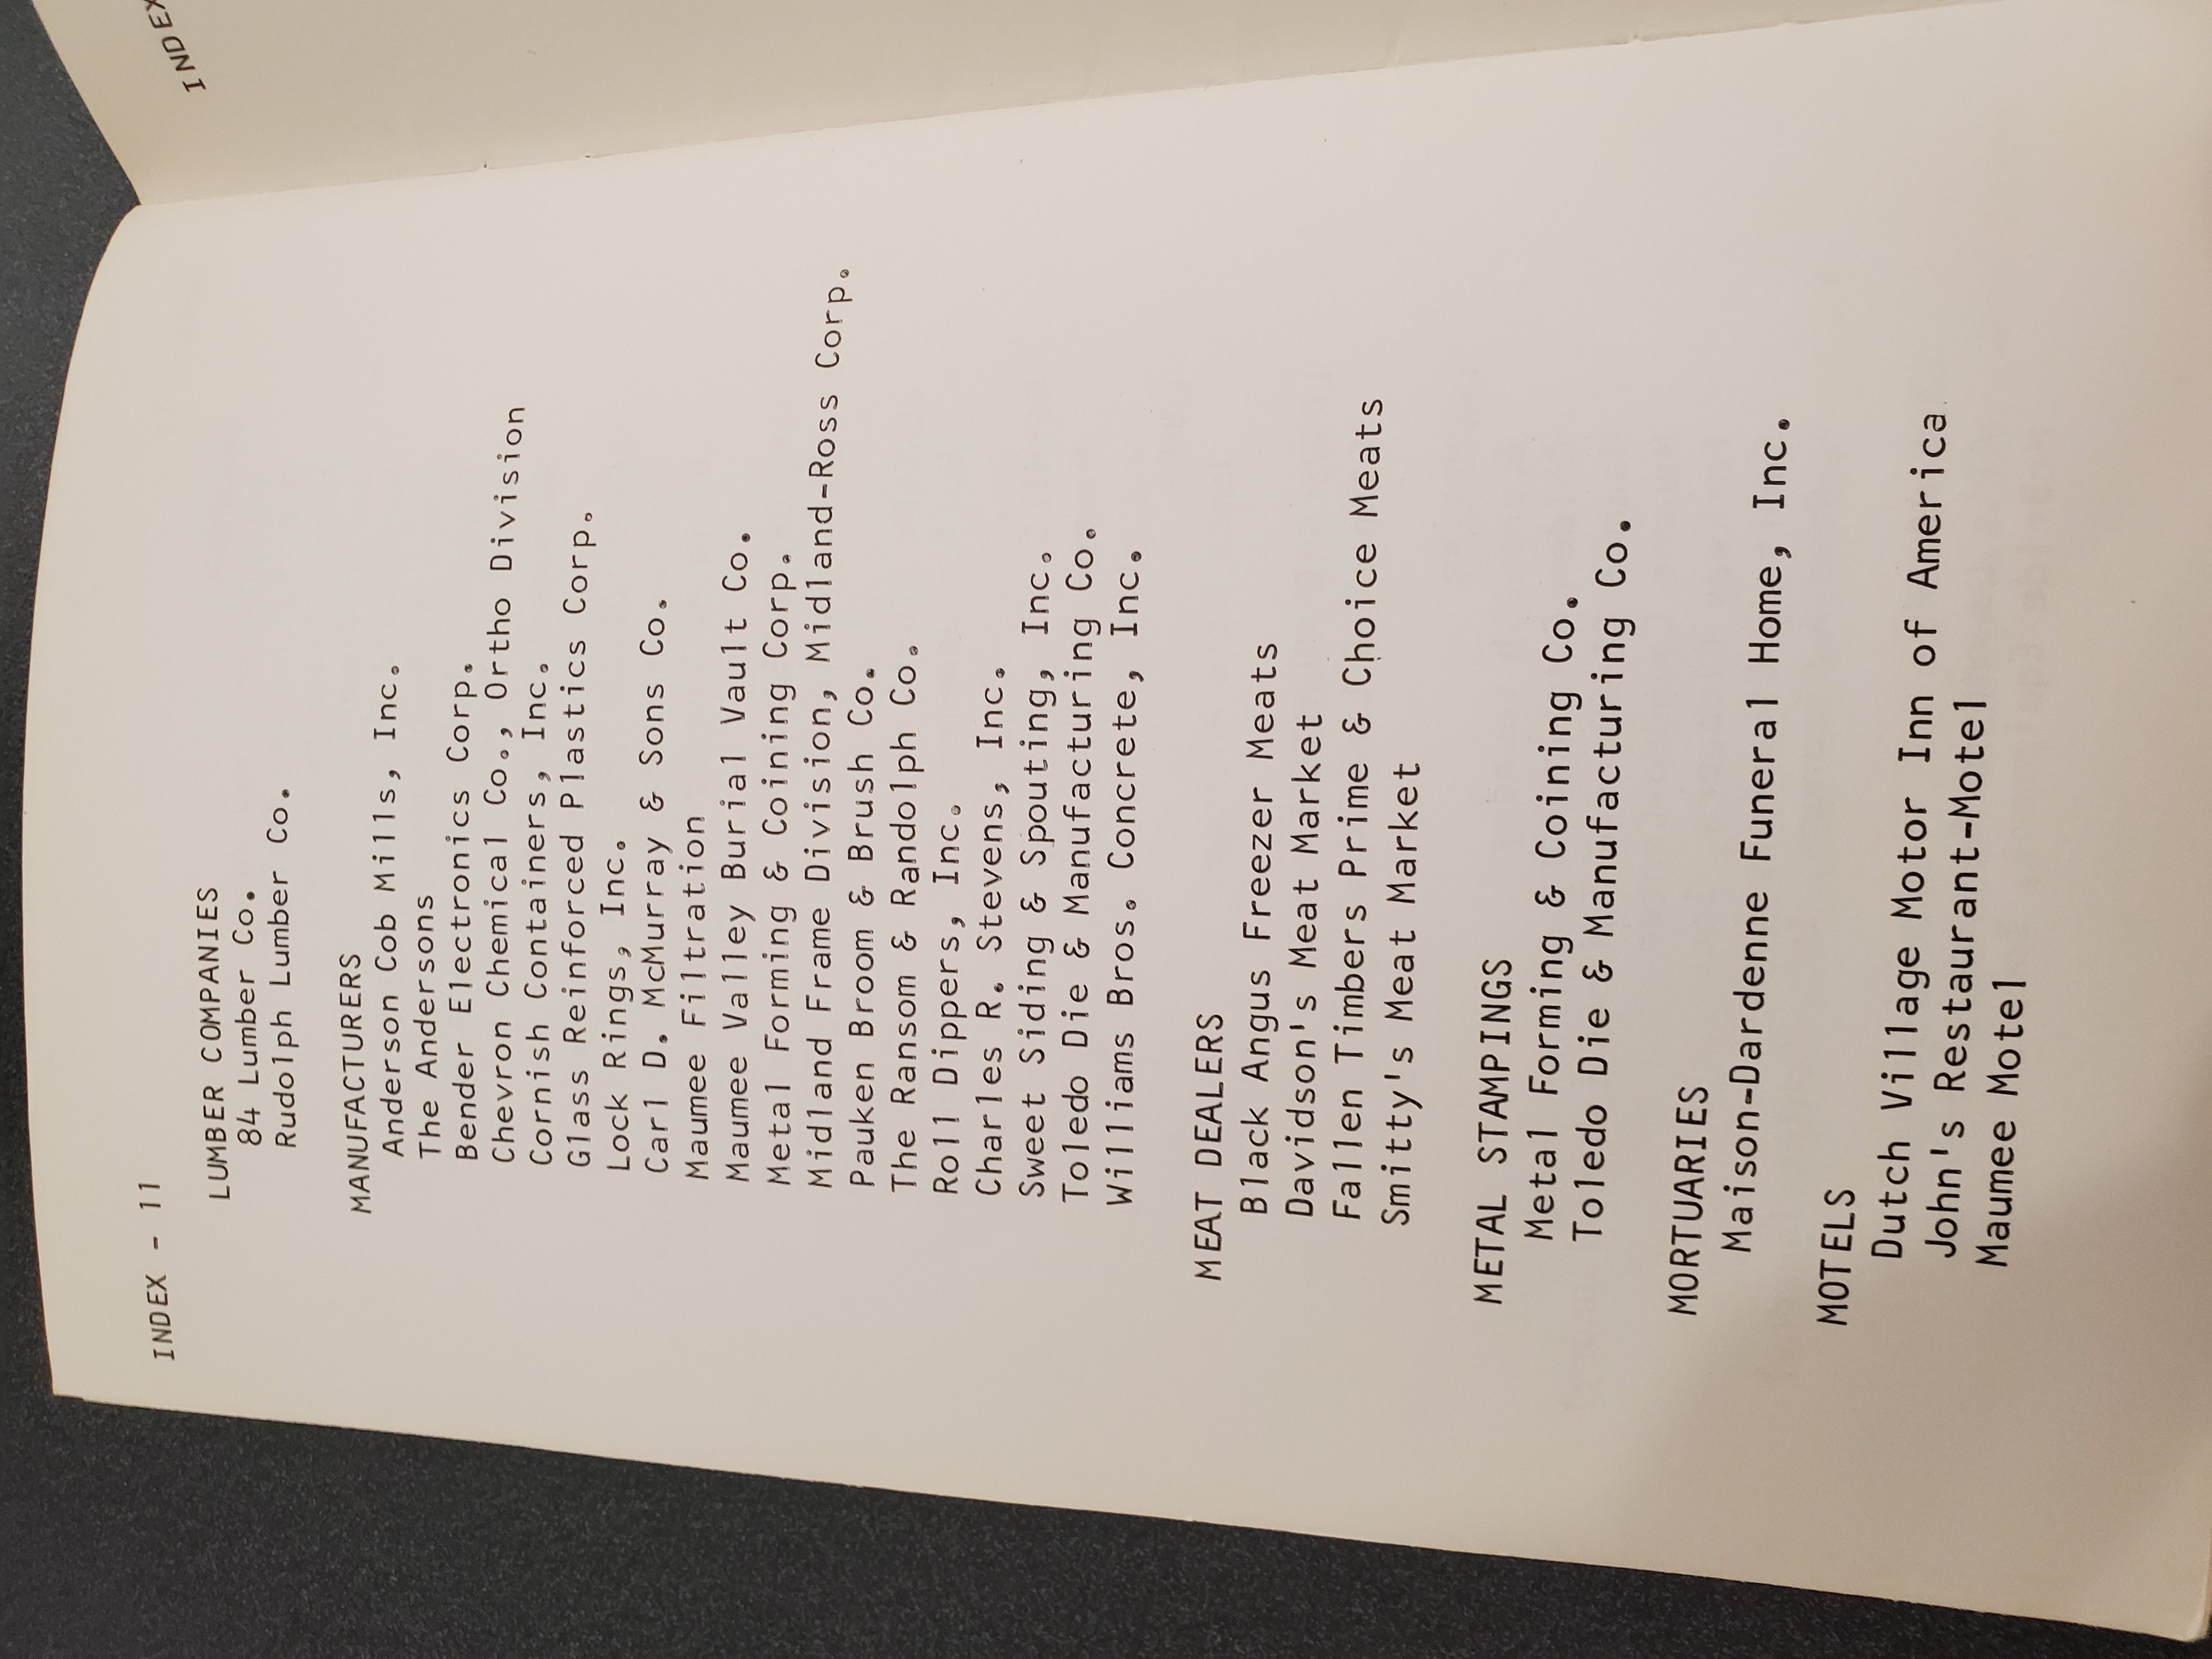 INDEX - 11
LUMBER COMPANIES
84 Lumber Co.
Rudolph Lumber Co.
MANUFACTURERS
Anderson Cob Mills, Inc.
The Andersons
Bender Electronics Corp.
Chevron Chemical Co., Ortho Division
Cornish Containers, Inc.
Glass Reinforced Plastics Corp.
Lock Rings, Inc.
Carl D. McMurray & Sons Co.
Maumee Filtration
Maumee Valley Burial Vault Co.
Metal Forming & Coining Corp.
Midland Frame Division, Midland-Ross Corp.
Pauken Broom & Brush Co.
The Ransom & Randolph Co.
Roll Dippers, Inc.
Charles R. Stevens, Inc.
Sweet Siding & Spouting, Inc.
Toledo Die & Manufacturing Co.
Williams Bros. Concrete, Inc.
MEAT DEALERS
Black Angus Freezer Meats
Davidson's Meat Market
Fallen Timbers Prime & Choice Meats
Smitty's Meat Market
METAL STAMPINGS
Metal Forming & Coining Co.
Toledo Die & Manufacturing Co.
MORTUARIES
Maison-Dardenne Funeral Home, Inc.
MOTELS
Dutch Village Motor Inn of America
John's Restaurant-Motel
Maumee Motel
INDEX